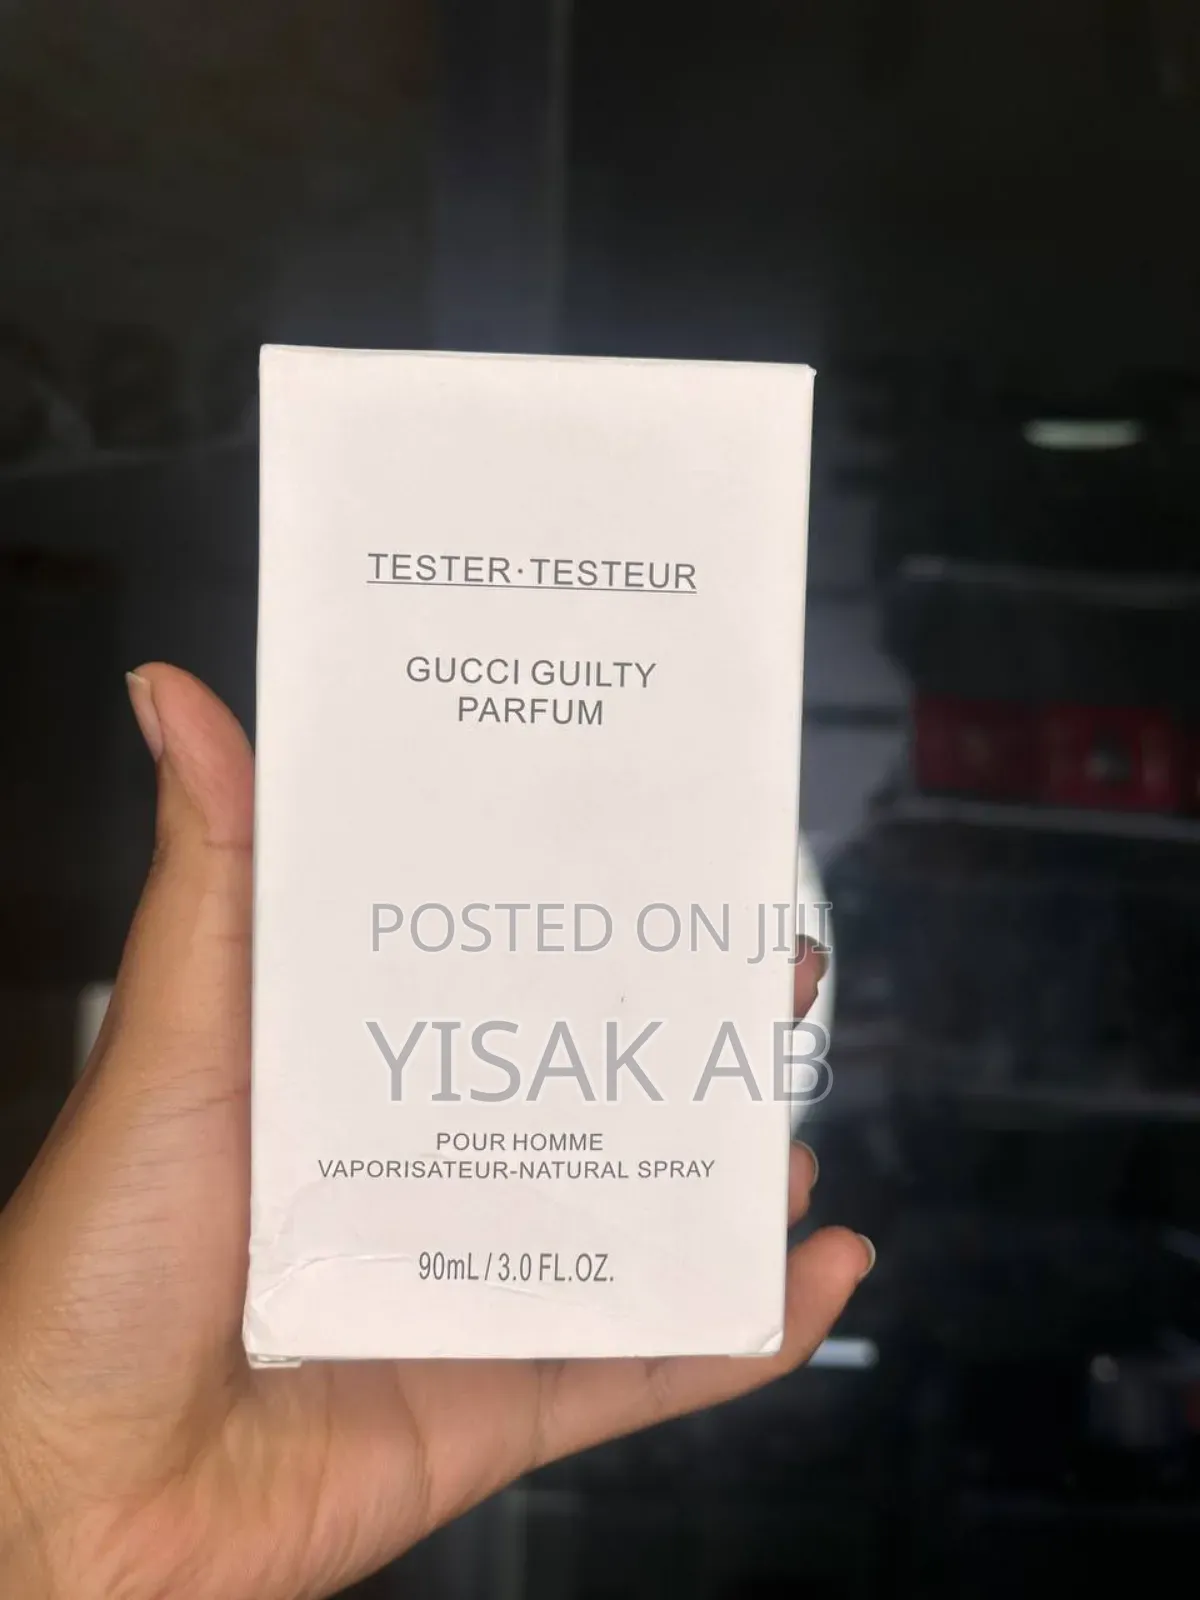 TESTER·TESTEUR
GUCCI GUILTY
PARFUM
POSTED ON JIJI
YISAK AB
POUR HOMME
VAPORISATEUR-NATURAL SPRAY
90mL/3.0 FL.OZ.